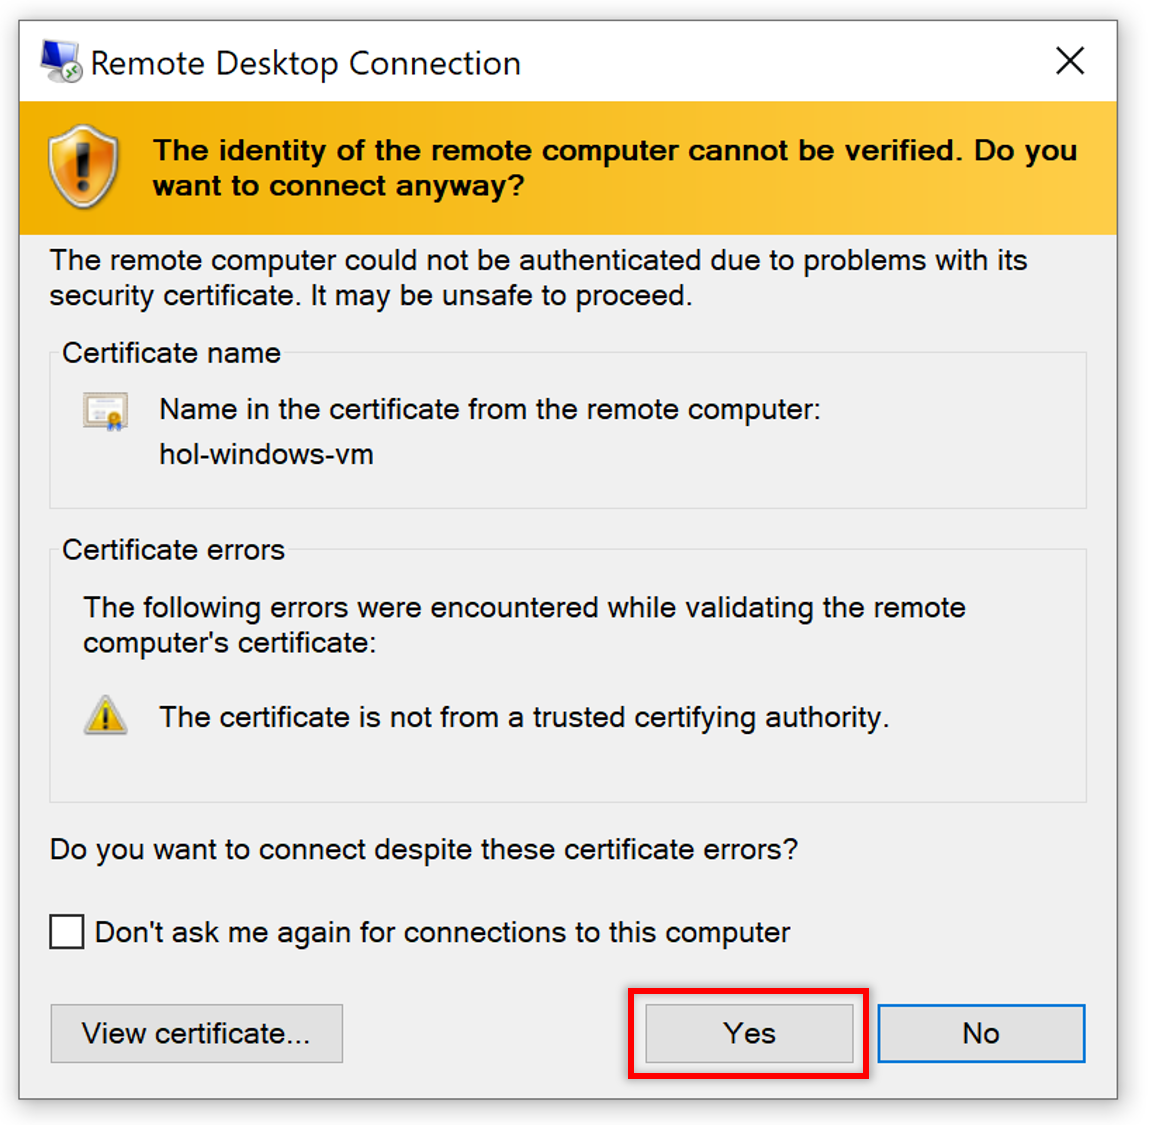 Remote Desktop Connection
The identity of the remote computer cannot be verified. Do you
want to connect anyway?
The remote computer could not be authenticated due to problems with its
security certificate. It may be unsafe to proceed.
Certificate name
Name in the certificate from the remote computer:
hol-windows-vm
Certificate errors
The following errors were encountered while validating the remote
computer's certificate:
The certificate is not from a trusted certifying authority.
Do you want to connect despite these certificate errors?
Don't ask me again for connections to this computer
View certificate...
Yes
No